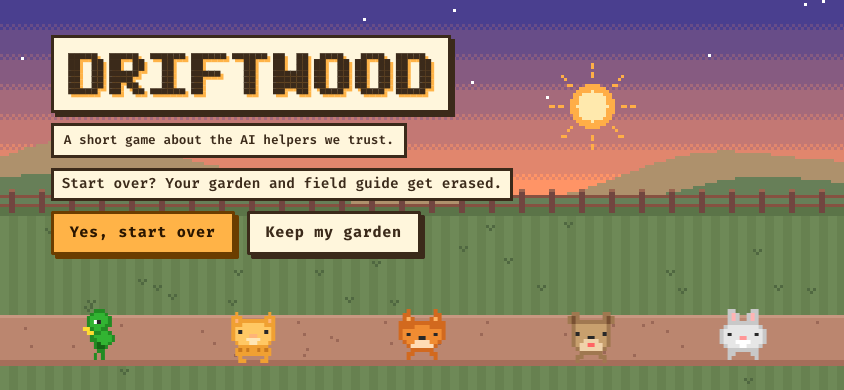 DRIFTWOOD
A short game about the AI helpers we trust.
Start over? Your garden and field guide get erased.
Yes, start over
Keep my garden